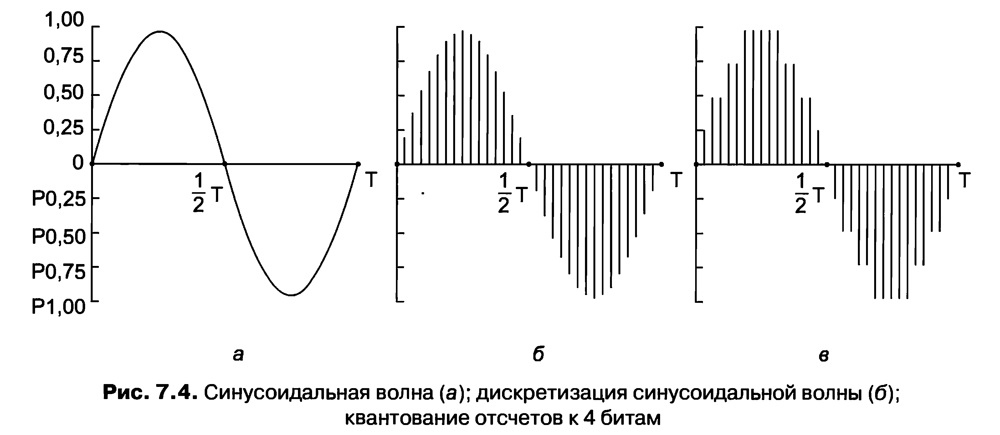 1,00
0,75
0,50
0,25
0
P0,25
P0,50
P0,75
P1,00
1
2
T
T
1
2
T
T
1
2
T
T
а
б
в
Рис. 7.4. Синусоидальная волна (а); дискретизация синусоидальной волны (б);
квантование отсчетов к 4 битам